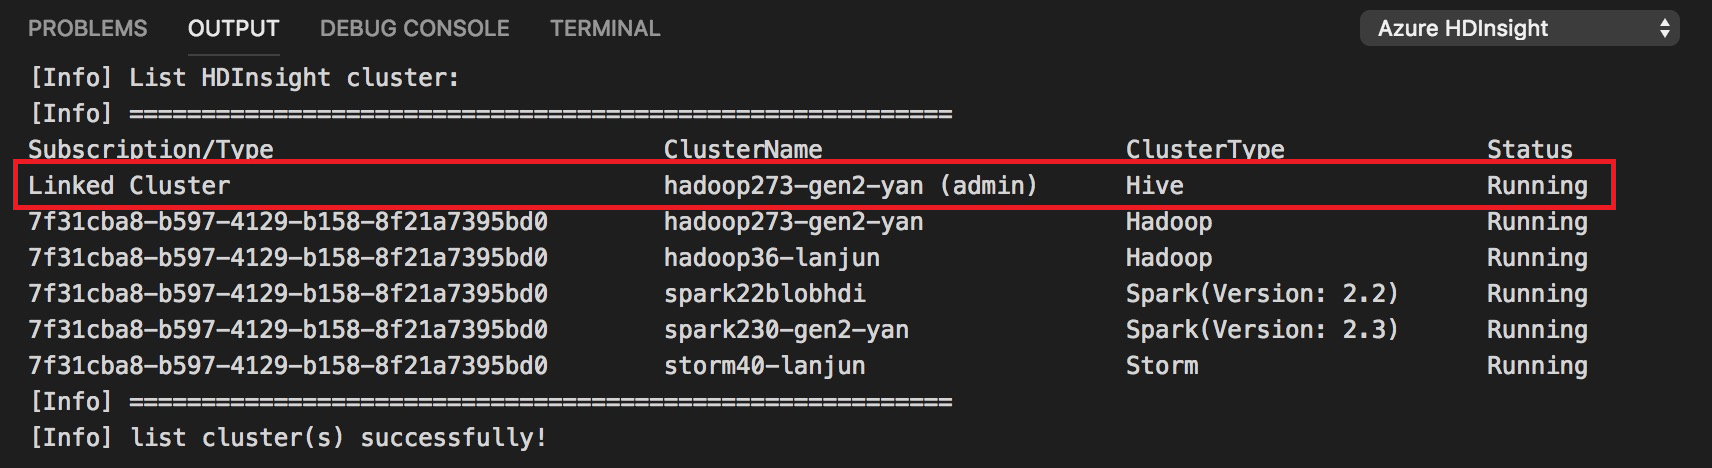 PROBLEMS OUTPUT DEBUG CONSOLE TERMINAL Azure HDInsight
[Info] List HDInsight cluster:
[Info] =========================================================
Subscription/Type ClusterName ClusterType Status
Linked Cluster hadoop273-gen2-yan (admin) Hive Running
7f31cba8-b597-4129-b158-8f21a7395bd0 hadoop273-gen2-yan Hadoop Running
7f31cba8-b597-4129-b158-8f21a7395bd0 hadoop36-lanjun Hadoop Running
7f31cba8-b597-4129-b158-8f21a7395bd0 spark22blobhdi Spark(Version: 2.2) Running
7f31cba8-b597-4129-b158-8f21a7395bd0 spark230-gen2-yan Spark(Version: 2.3) Running
7f31cba8-b597-4129-b158-8f21a7395bd0 storm40-lanjun Storm Running
[Info] =========================================================
[Info] list cluster(s) successfully!